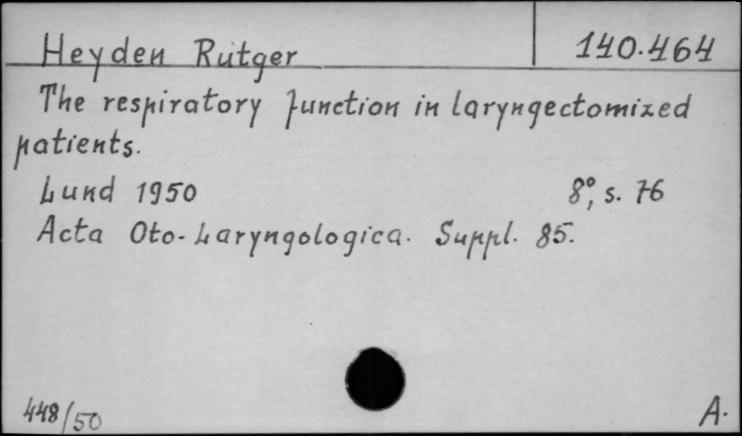 Heyden Rutger
140.464
The respiratory function in laryngectomized
patients.
Lund 1950 8°, s. 76
Acta Oto-Laryngologica. Suppl. 85.
448/50
A.